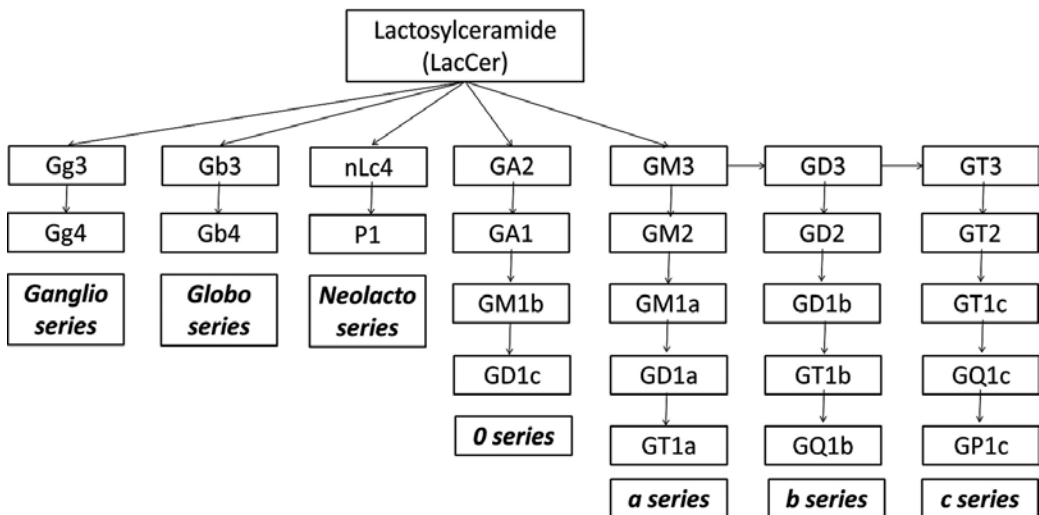 Lactosylceramide
(LacCer)
Gg3
Gb3
nLc4
GA2
GM3
GD3
GT3
Gg4
Gb4
P1
GA1
GM2
GD2
GT2
Ganglio
series
Globo
series
Neolacto
series
GM1b
GM1a
GD1b
GT1c
GD1c
GD1a
GT1b
GQ1c
0 series
GT1a
GQ1b
GP1c
a series
b series
c series